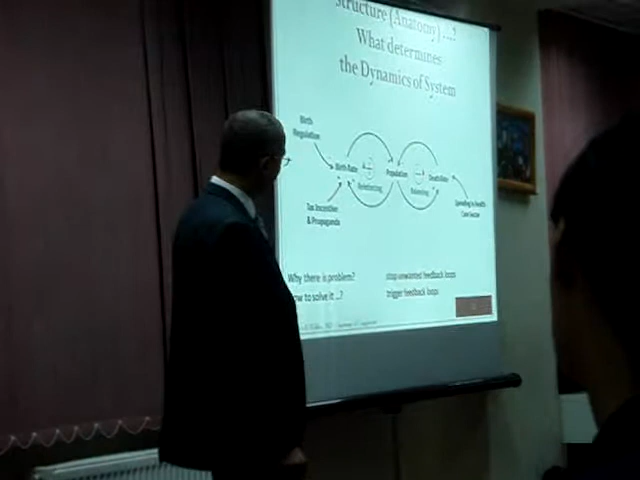 Structure (Anatomy) ...?
What determines
the Dynamics of System
Birth
Regulation
Birth Rate
Population
Death Rate
Reinforcing
Balancing
Tax Incentive
& Propaganda
Spending in Health
Care Sector
Why there is problem?
stop unwanted feedback loops
ow to solve it ...?
trigger feedback loops